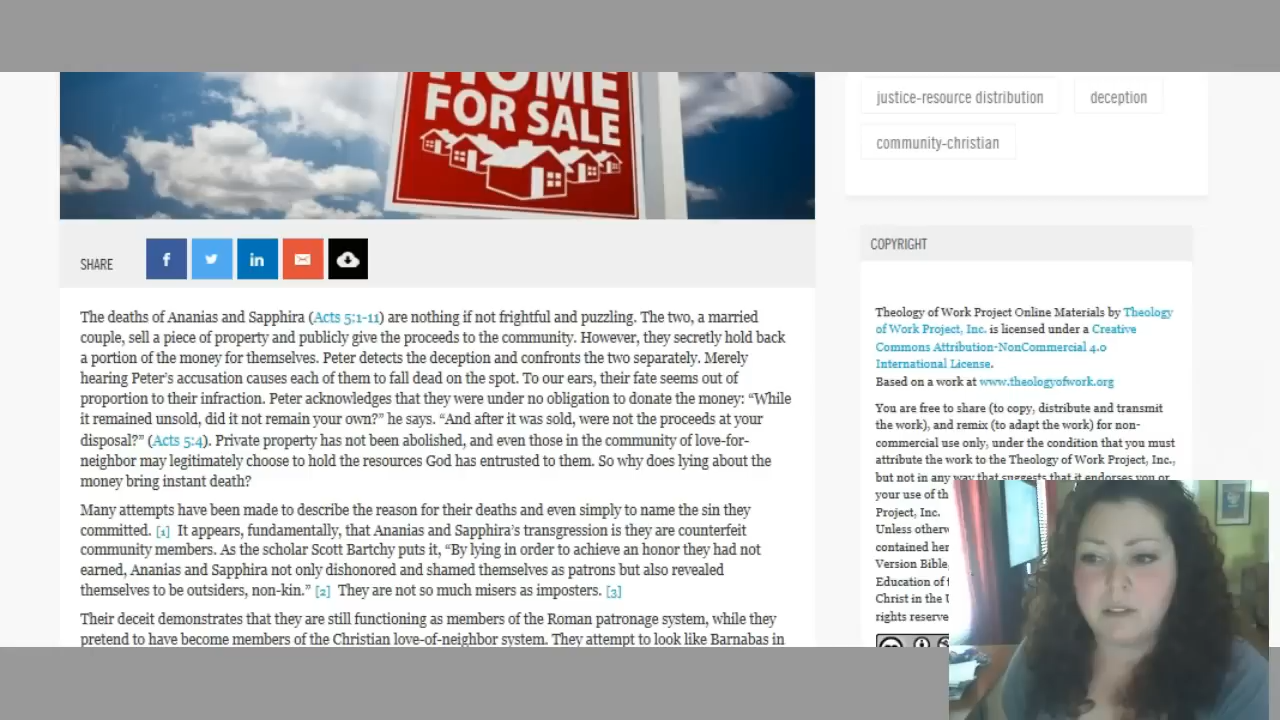 HOME
FOR SALE
justice-resource distribution
deception
community-christian
SHARE
The deaths of Ananias and Sapphira (Acts 5:1-11) are nothing if not frightful and puzzling. The two, a married
couple, sell a piece of property and publicly give the proceeds to the community. However, they secretly hold back
a portion of the money for themselves. Peter detects the deception and confronts the two separately. Merely
hearing Peter’s accusation causes each of them to fall dead on the spot. To our ears, their fate seems out of
proportion to their infraction. Peter acknowledges that they were under no obligation to donate the money: “While
it remained unsold, did it not remain your own?” he says. “And after it was sold, were not the proceeds at your
disposal?” (Acts 5:4). Private property has not been abolished, and even those in the community of love-for-
neighbor may legitimately choose to hold the resources God has entrusted to them. So why does lying about the
money bring instant death?
Many attempts have been made to describe the reason for their deaths and even simply to name the sin they
committed. [1] It appears, fundamentally, that Ananias and Sapphira’s transgression is they are counterfeit
community members. As the scholar Scott Bartchy puts it, “By lying in order to achieve an honor they had not
earned, Ananias and Sapphira not only dishonored and shamed themselves as patrons but also revealed
themselves to be outsiders, non-kin.” [2] They are not so much misers as imposters. [3]
Their deceit demonstrates that they are still functioning as members of the Roman patronage system, while they
pretend to have become members of the Christian love-of-neighbor system. They attempt to look like Barnabas in
COPYRIGHT
Theology of Work Project Online Materials by Theology
of Work Project, Inc. is licensed under a Creative
Commons Attribution-NonCommercial 4.0
International License.
Based on a work at www.theologyofwork.org
You are free to share (to copy, distribute and transmit
the work), and remix (to adapt the work) for non-
commercial use only, under the condition that you must
attribute the work to the Theology of Work Project, Inc.,
but not in any way that suggests that it endorses you or
your use of th
Project, Inc.
Unless otherw
contained her
Version Bible,
Education of t
Christ in the U
rights reserve